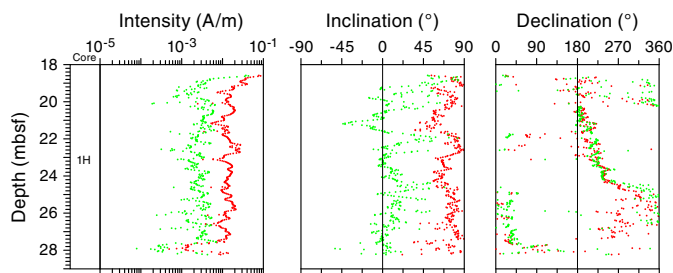 Intensity (A/m) Inclination (°) Declination (°)
Core 10-5 10-3 10-1 -90 -45 0 45 90 0 90 180 270 360
18
20
22
24
26
28
1H
Depth (mbsf)